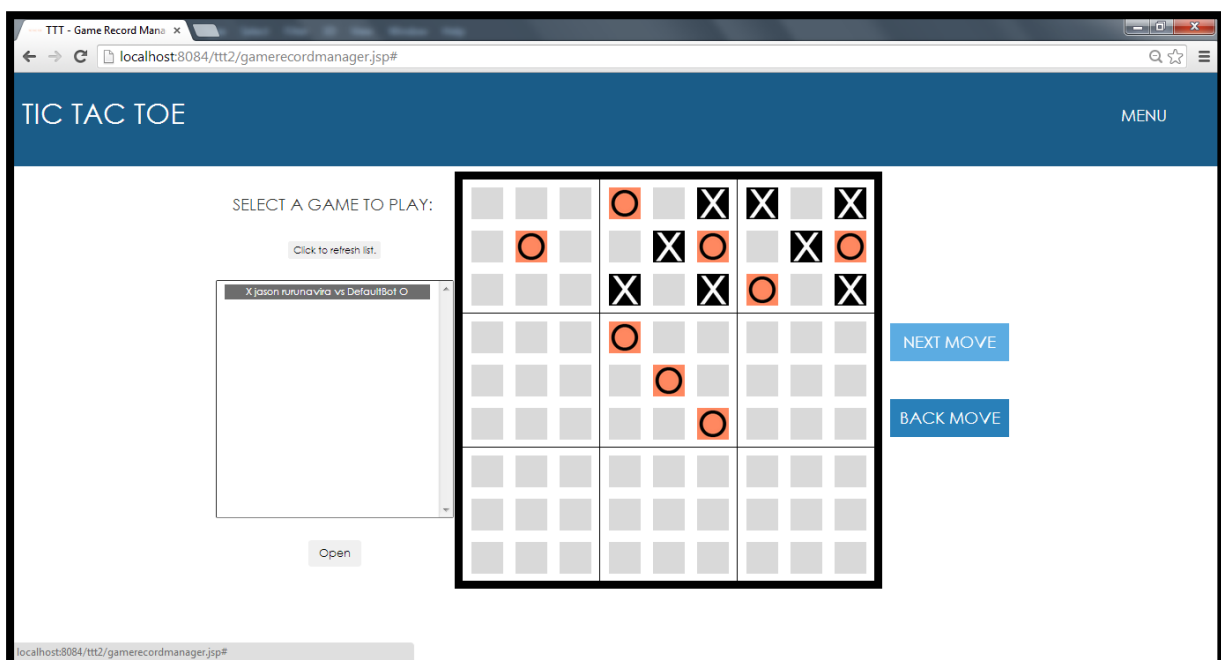 TTT - Game Record Mana
localhost:8084/ttt2/gamerecordmanager.jsp#
TIC TAC TOE
MENU
SELECT A GAME TO PLAY:
Click to refresh list.
X jason rurunavira vs DefaultBot O
Open
O X X X
O X O X O
X X O X
O
O
O
NEXT MOVE
BACK MOVE
localhost:8084/ttt2/gamerecordmanager.jsp#